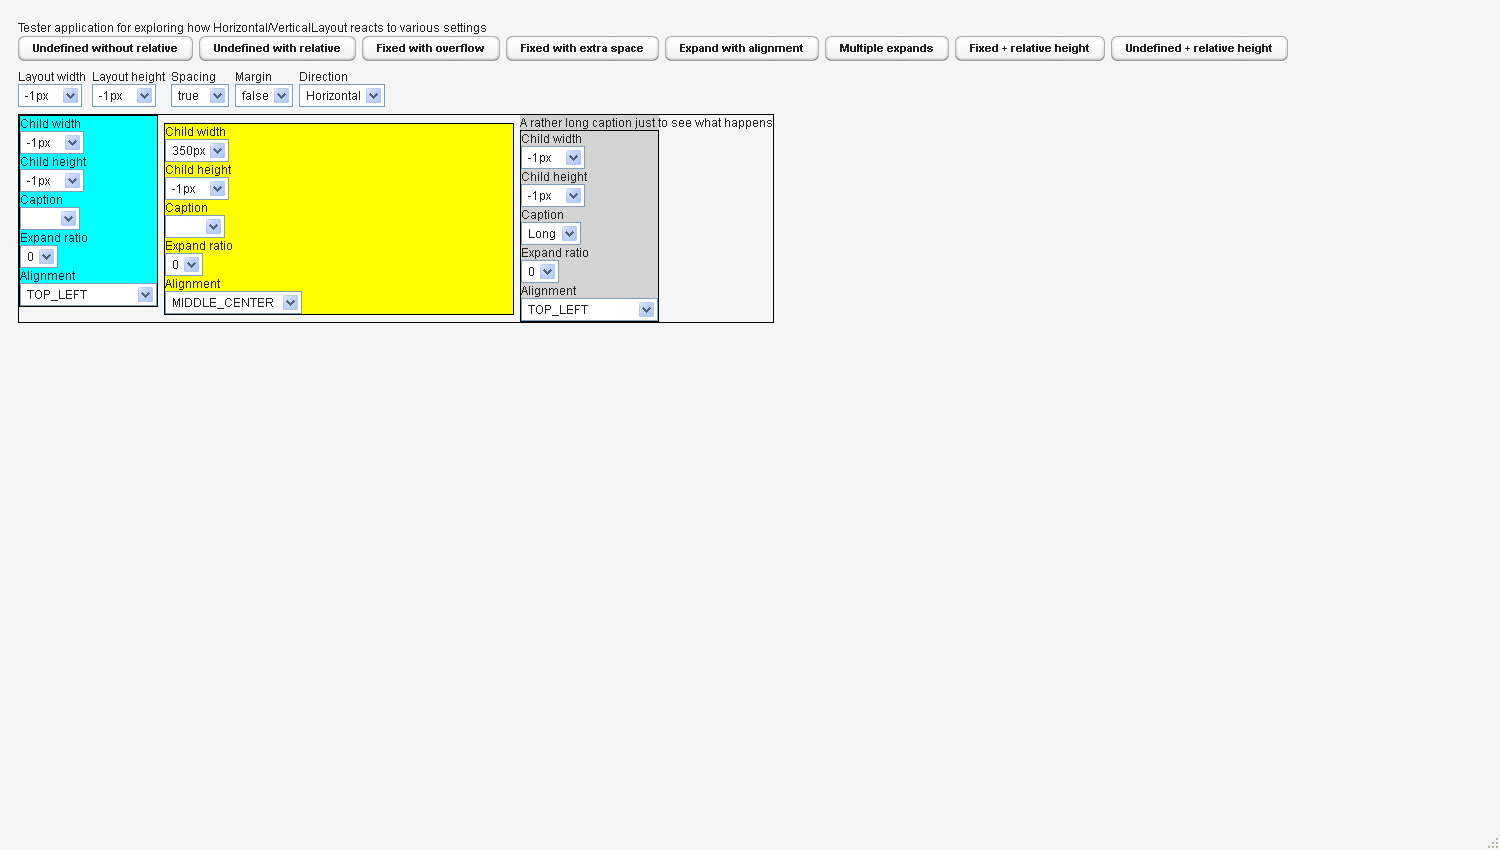 Tester application for exploring how Horizontal/VerticalLayout reacts to various settings
Undefined without relative Undefined with relative Fixed with overflow Fixed with extra space Expand with alignment Multiple expands Fixed + relative height Undefined + relative height
Layout width Layout height Spacing Margin Direction
-1px -1px true false Horizontal
Child width
-1px
Child height
-1px
Caption
Expand ratio
0
Alignment
TOP_LEFT
Child width
350px
Child height
-1px
Caption
Expand ratio
0
Alignment
MIDDLE_CENTER
A rather long caption just to see what happens
Child width
-1px
Child height
-1px
Caption
Long
Expand ratio
0
Alignment
TOP_LEFT